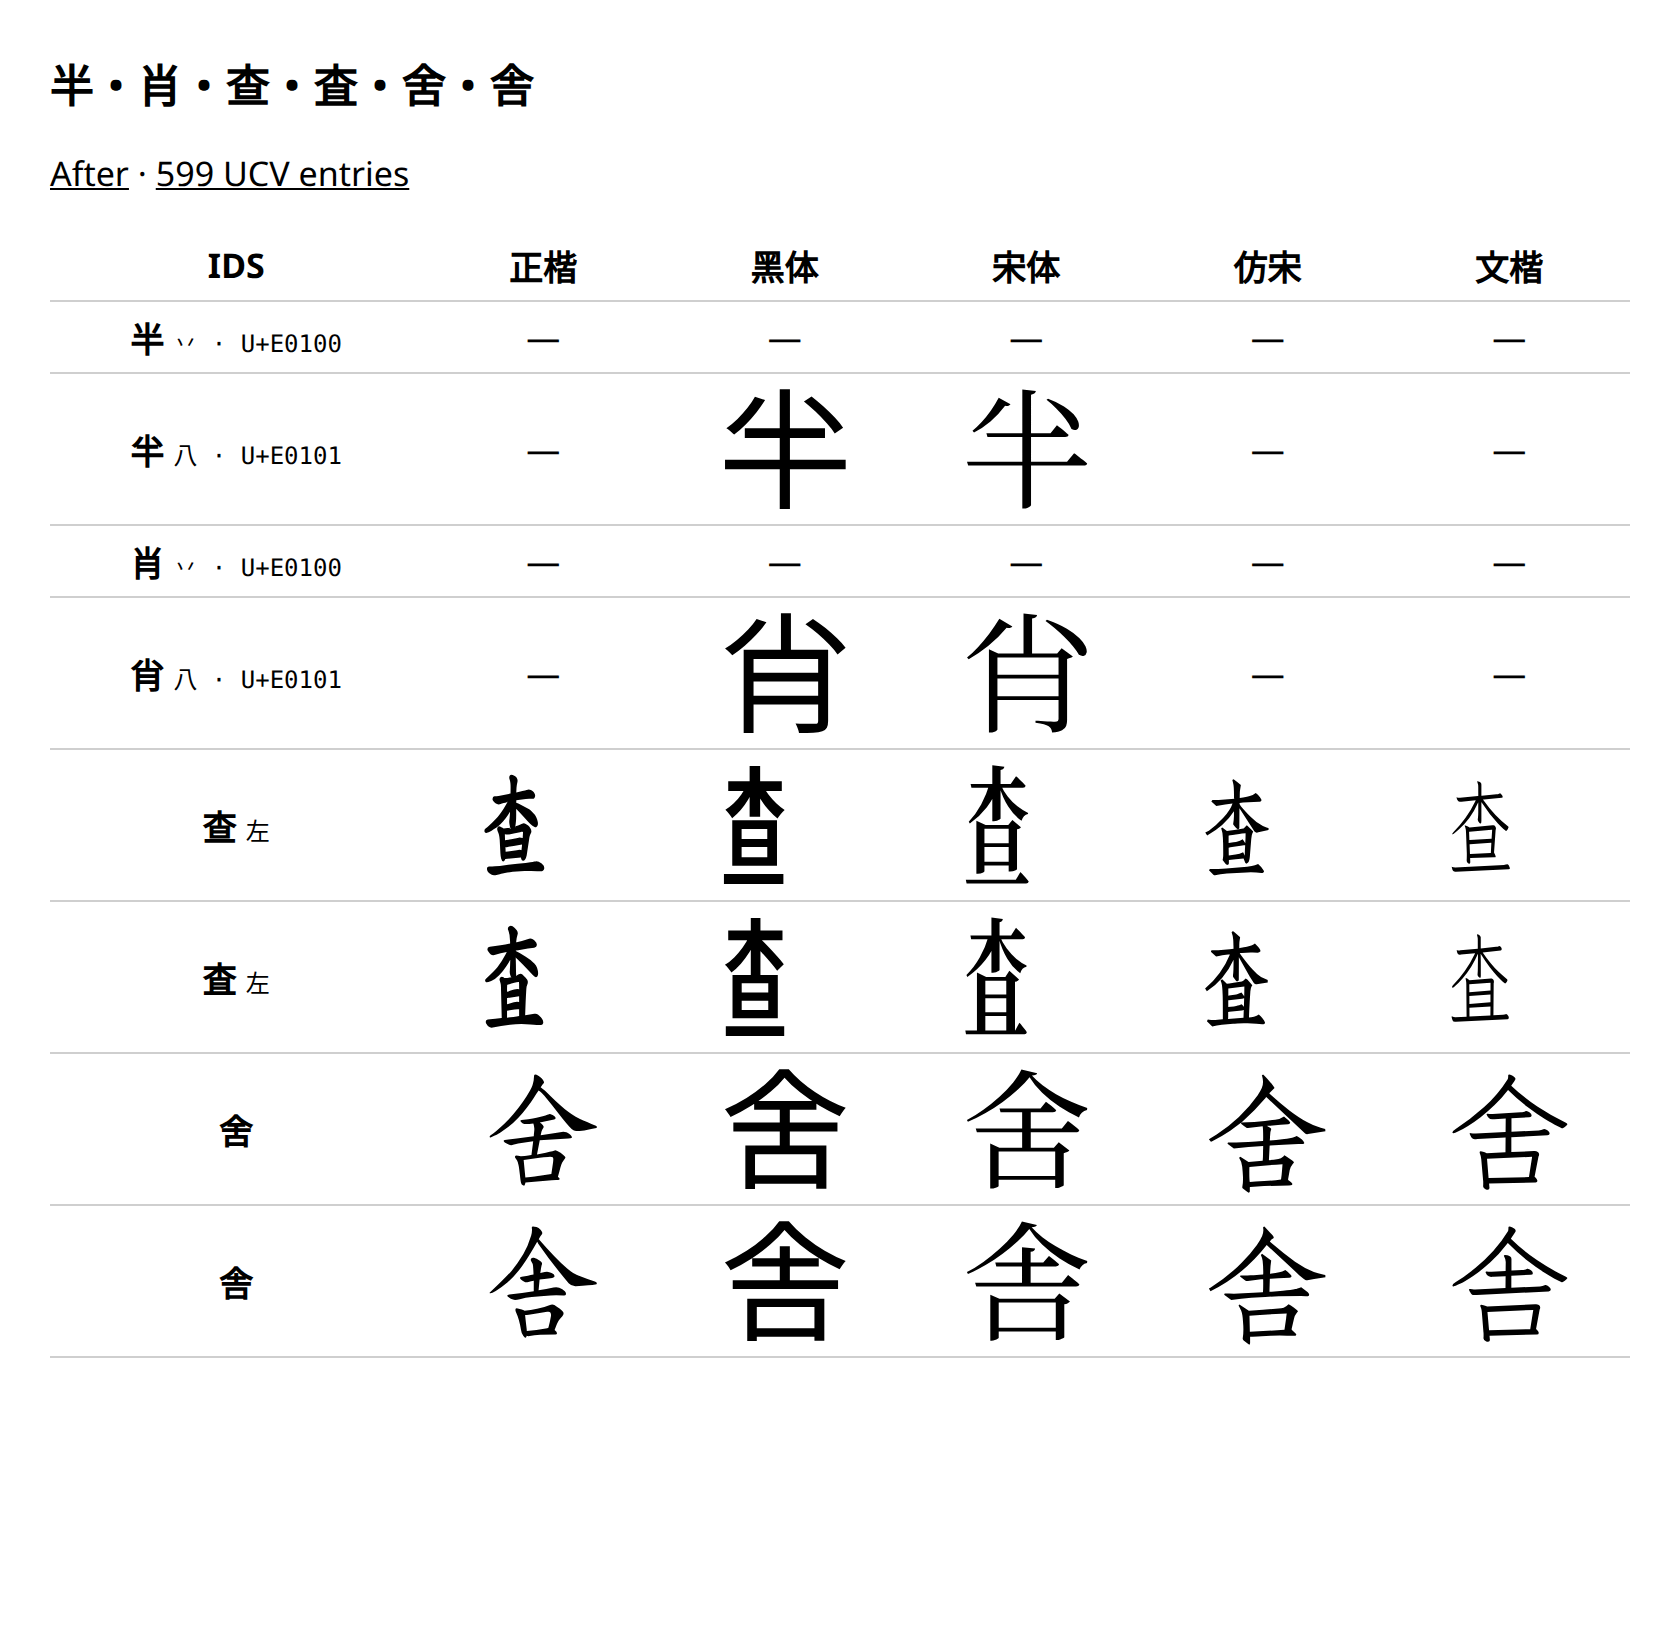 半・肖・查・査・舍・舎
After · 599 UCV entries
IDS 正楷 黑体 宋体 仿宋 文楷
半 丷 · U+E0100 — — — — —
半 八 · U+E0101 — 半 半 — —
肖 丷 · U+E0100 — — — — —
肖 八 · U+E0101 — 肖 肖 — —
查 左 查 查 查 查 查
査 左 査 査 査 査 査
舍 舍 舍 舍 舍 舍
舎 舎 舎 舎 舎 舎